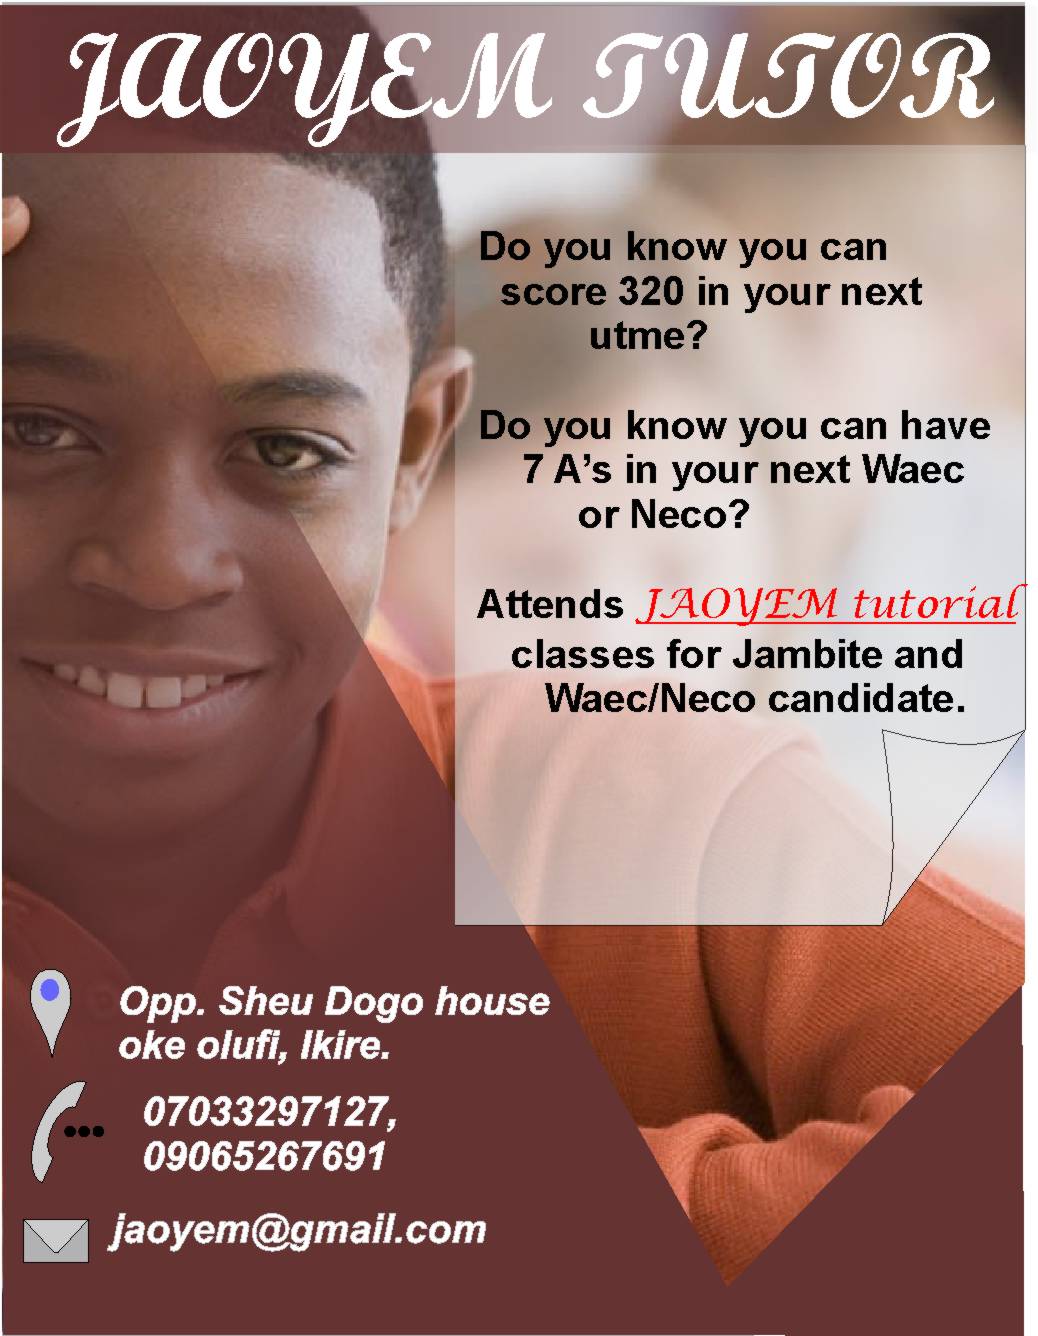 JAOYEM TUTOR
Do you know you can
score 320 in your next
utme?
Do you know you can have
7 A’s in your next Waec
or Neco?
Attends JAOYEM tutorial
classes for Jambite and
Waec/Neco candidate.
Opp. Sheu Dogo house
oke olufi, Ikire.
07033297127,
09065267691
jaoyem@gmail.com